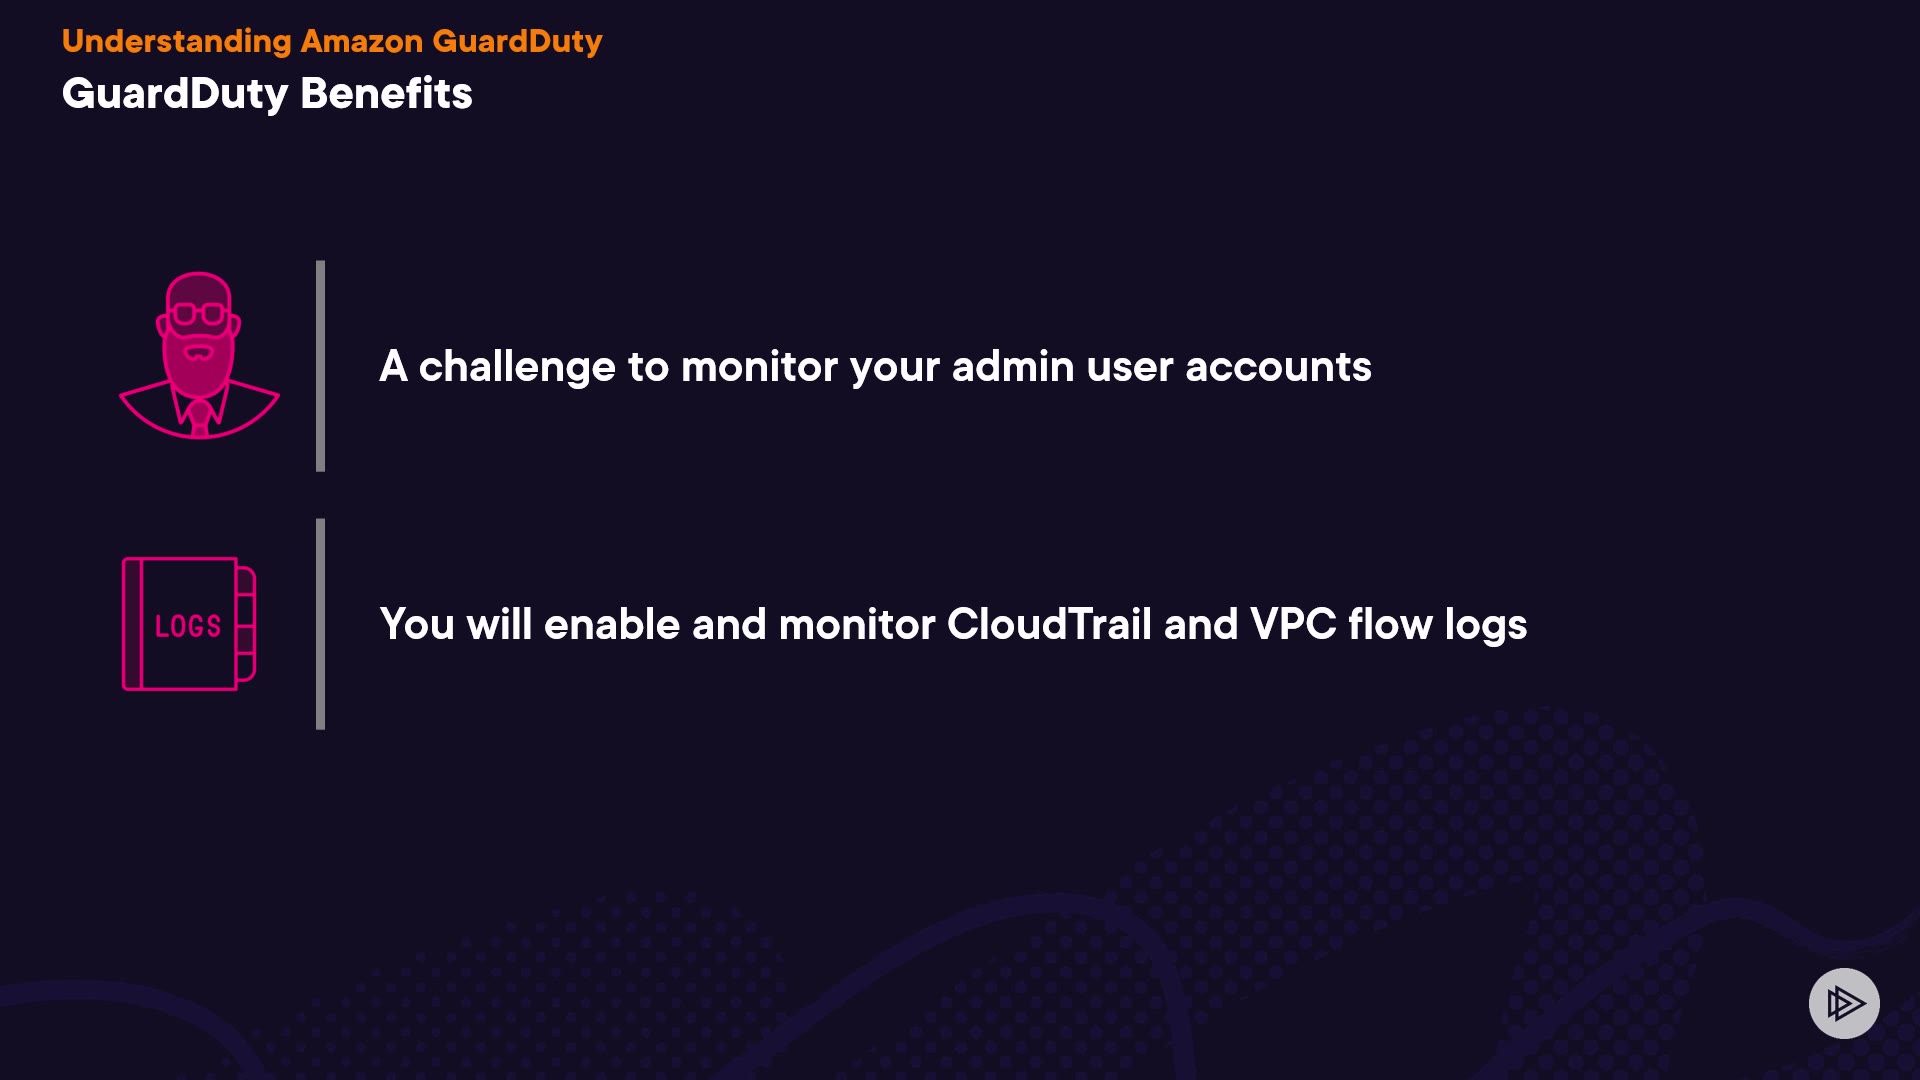 Understanding Amazon GuardDuty
GuardDuty Benefits
A challenge to monitor your admin user accounts
LOGS
You will enable and monitor CloudTrail and VPC flow logs